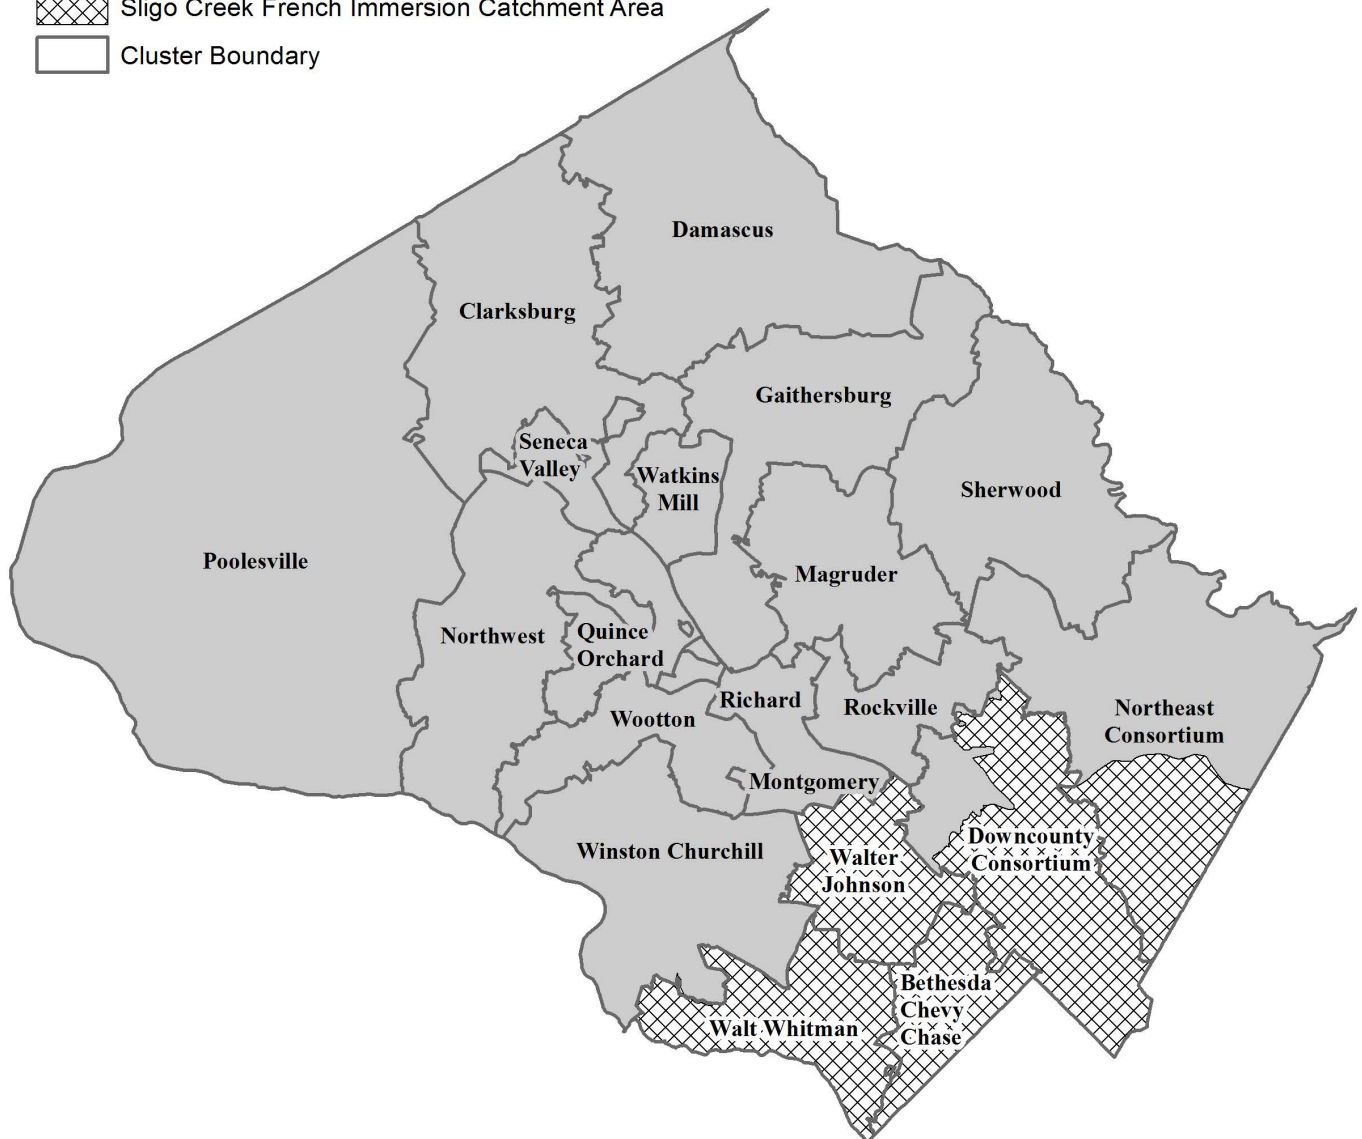 Sligo Creek French Immersion Catchment Area
Cluster Boundary
Damascus
Clarksburg
Gaithersburg
Seneca
Valley
Watkins
Mill
Sherwood
Poolesville
Magruder
Northwest
Quince
Orchard
Richard
Montgomery
Rockville
Wootton
Northeast
Consortium
Winston Churchill
Walter
Johnson
Downcounty
Consortium
Bethesda
Chevy
Chase
Walt Whitman